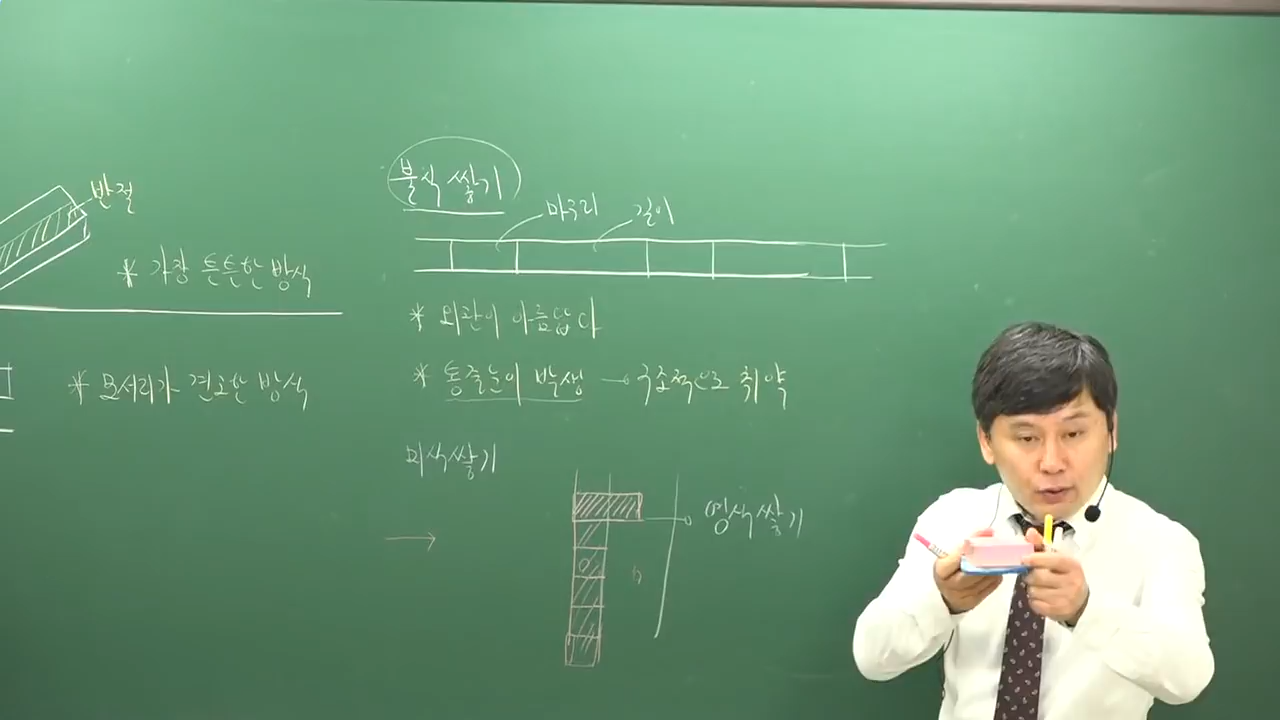 반절
* 가장 튼튼한 방식
* 모서리가 견고한 방식
불식 쌓기
마구리 길이
* 외관이 아름답다
* 통줄눈이 발생 → 구조적으로 취약
미식쌓기
→
영식쌓기